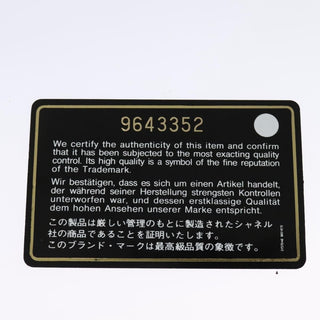 9643352
We certify the authenticity of this item and confirm
that it has been subjected to the most exacting quality
control. Its high quality is a symbol of the fine reputation
of the Trademark.
Wir bestätigen, dass es sich um einen Artikel handelt,
der während seiner Herstellung strengsten Kontrollen
unterworfen war, und dessen erstklassige Qualität
dem hohen Ansehen unserer Marke entspricht.
この製品は厳しい管理のもとに製造されたシャネル
社の商品であることを証明いたします。
このブランド・マークは最高級品質の象徴です。